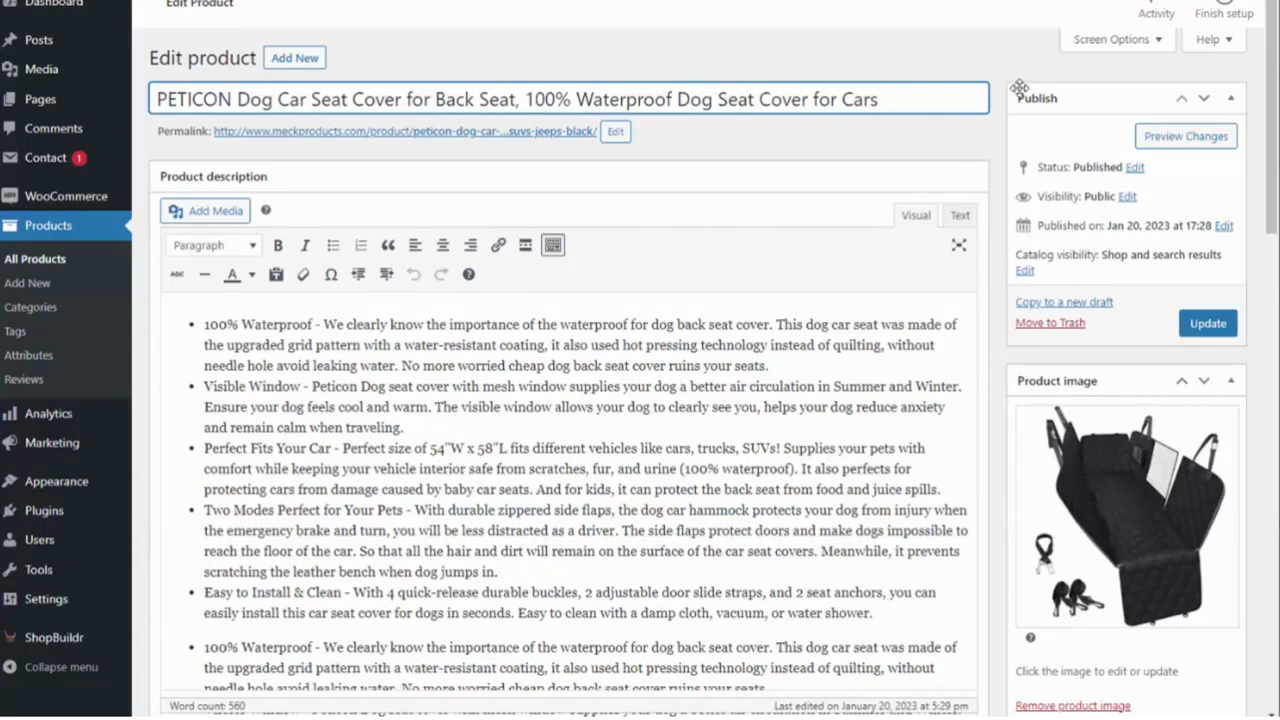 Dashboard
Edit Product
Activity
Finish setup
Posts
Media
Pages
Comments
Contact 1
WooCommerce
Products
All Products
Add New
Categories
Tags
Attributes
Reviews
Analytics
Marketing
Appearance
Plugins
Users
Tools
Settings
ShopBuildr
Collapse menu
Screen Options
Help
Edit product
Add New
PETICON Dog Car Seat Cover for Back Seat, 100% Waterproof Dog Seat Cover for Cars
Permalink: http://www.meckproducts.com/product/peticon-dog-car-...suvs-jeeps-black/ Edit
Product description
Add Media
Visual
Text
Paragraph
B I
ABC
A
Ω
• 100% Waterproof - We clearly know the importance of the waterproof for dog back seat cover. This dog car seat was made of
the upgraded grid pattern with a water-resistant coating, it also used hot pressing technology instead of quilting, without
needle hole avoid leaking water. No more worried cheap dog back seat cover ruins your seats.
• Visible Window - Peticon Dog seat cover with mesh window supplies your dog a better air circulation in Summer and Winter.
Ensure your dog feels cool and warm. The visible window allows your dog to clearly see you, helps your dog reduce anxiety
and remain calm when traveling.
• Perfect Fits Your Car - Perfect size of 54"W x 58"L fits different vehicles like cars, trucks, SUVs! Supplies your pets with
comfort while keeping your vehicle interior safe from scratches, fur, and urine (100% waterproof). It also perfects for
protecting cars from damage caused by baby car seats. And for kids, it can protect the back seat from food and juice spills.
• Two Modes Perfect for Your Pets - With durable zippered side flaps, the dog car hammock protects your dog from injury when
the emergency brake and turn, you will be less distracted as a driver. The side flaps protect doors and make dogs impossible to
reach the floor of the car. So that all the hair and dirt will remain on the surface of the car seat covers. Meanwhile, it prevents
scratching the leather bench when dog jumps in.
• Easy to Install & Clean - With 4 quick-release durable buckles, 2 adjustable door slide straps, and 2 seat anchors, you can
easily install this car seat cover for dogs in seconds. Easy to clean with a damp cloth, vacuum, or water shower.
• 100% Waterproof - We clearly know the importance of the waterproof for dog back seat cover. This dog car seat was made of
the upgraded grid pattern with a water-resistant coating, it also used hot pressing technology instead of quilting, without
needle hole avoid leaking water. No more worried cheap dog back seat cover ruins your seats.
Word count: 560
Last edited on January 20, 2023 at 5:29 pm
Publish
Preview Changes
Status: Published Edit
Visibility: Public Edit
Published on: Jan 20, 2023 at 17:28 Edit
Catalog visibility: Shop and search results
Edit
Copy to a new draft
Move to Trash
Update
Product image
Click the image to edit or update
Remove product image